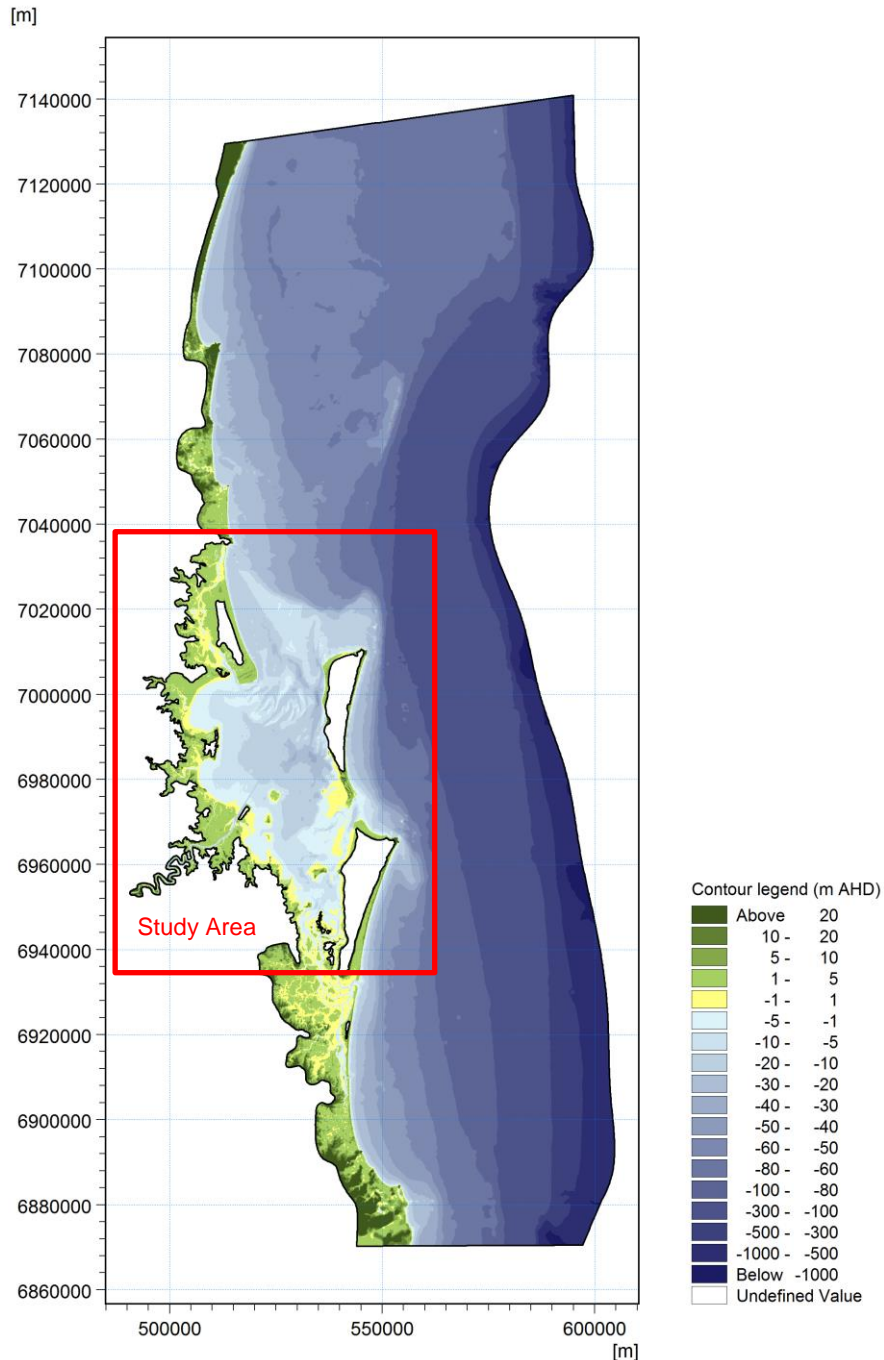 [m]
7140000
7120000
7100000
7080000
7060000
7040000
7020000
7000000
6980000
6960000
6940000
6920000
6900000
6880000
6860000
Study Area
500000 550000 600000
[m]
Contour legend (m AHD)
Above 20
10 - 20
5 - 10
1 - 5
-1 - 1
-5 - -1
-10 - -5
-20 - -10
-30 - -20
-40 - -30
-50 - -40
-60 - -50
-80 - -60
-100 - -80
-300 - -100
-500 - -300
-1000 - -500
Below -1000
Undefined Value